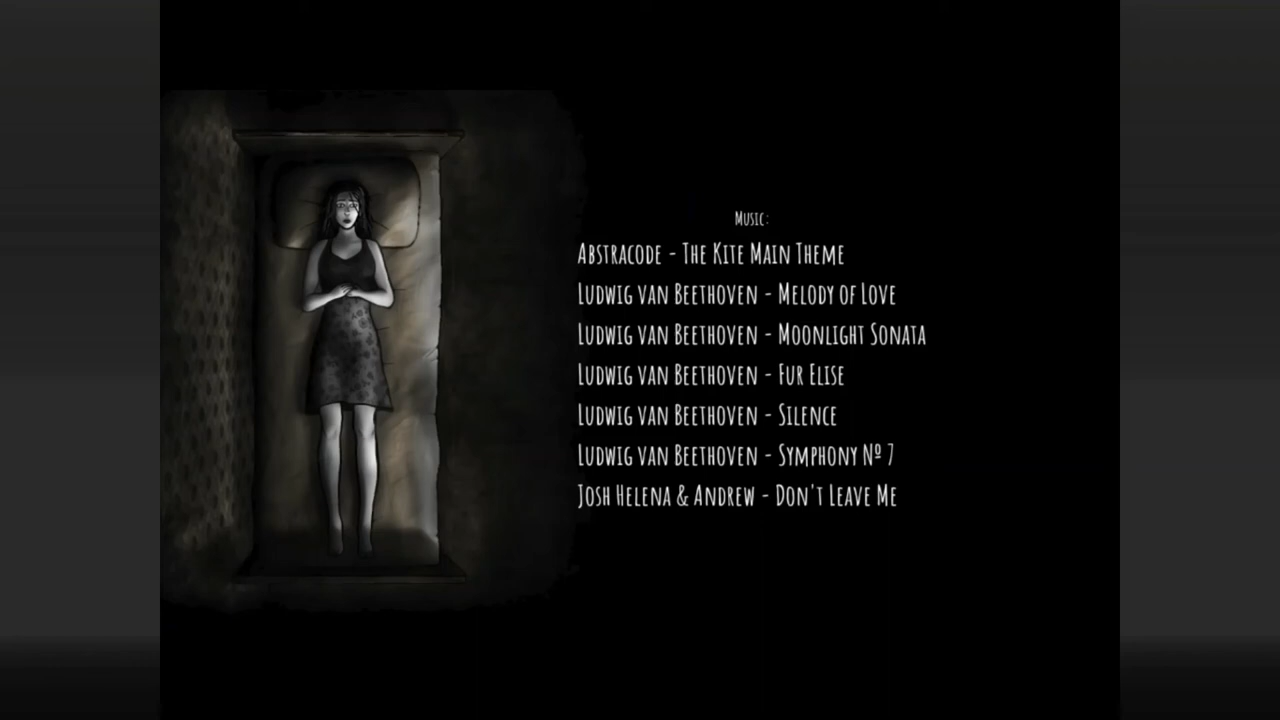 Music:
Abstracode - The Kite Main Theme
Ludwig van Beethoven - Melody of Love
Ludwig van Beethoven - Moonlight Sonata
Ludwig van Beethoven - Fur Elise
Ludwig van Beethoven - Silence
Ludwig van Beethoven - Symphony Nº 7
Josh Helena & Andrew - Don't Leave Me